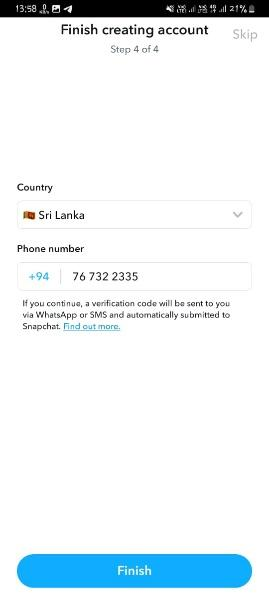 13:58
21%
Finish creating account
Skip
Step 4 of 4
Country
Sri Lanka
Phone number
+94 76 732 2335
If you continue, a verification code will be sent to you
via WhatsApp or SMS and automatically submitted to
Snapchat. Find out more.
Finish